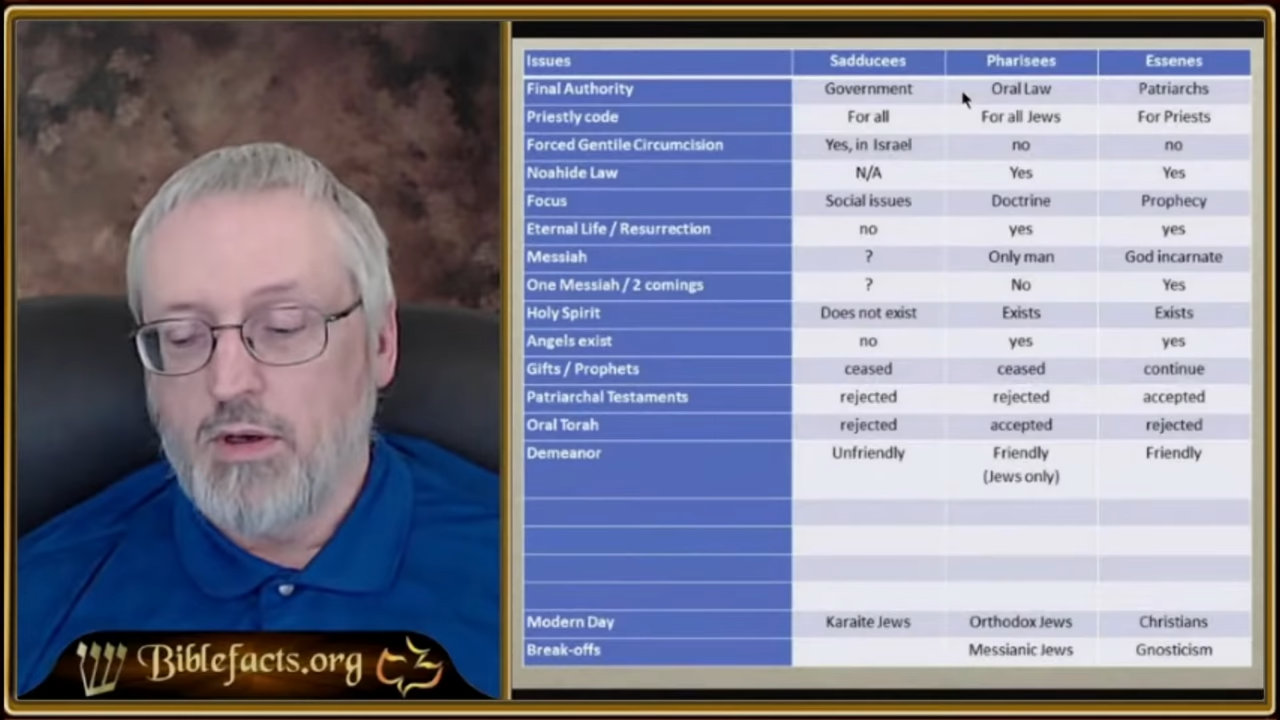 Issues Sadducees Pharisees Essenes
Final Authority Government Oral Law Patriarchs
Priestly code For all For all Jews For Priests
Forced Gentile Circumcision Yes, in Israel no no
Noahide Law N/A Yes Yes
Focus Social issues Doctrine Prophecy
Eternal Life / Resurrection no yes yes
Messiah ? Only man God incarnate
One Messiah / 2 comings ? No Yes
Holy Spirit Does not exist Exists Exists
Angels exist no yes yes
Gifts / Prophets ceased ceased continue
Patriarchal Testaments rejected rejected accepted
Oral Torah rejected accepted rejected
Demeanor Unfriendly Friendly Friendly
(Jews only)
Modern Day Karaite Jews Orthodox Jews Christians
Break-offs Messianic Jews Gnosticism
Biblefacts.org